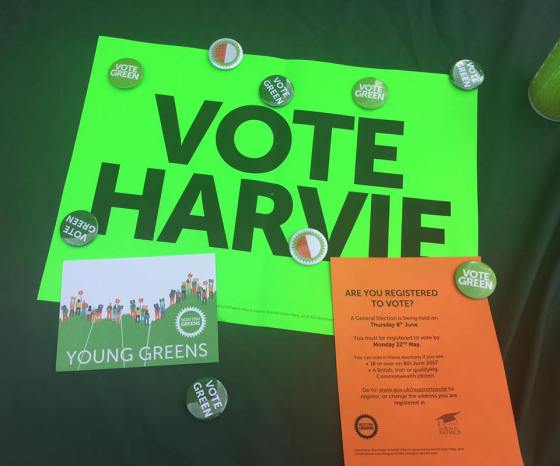 VOTE
GREEN
VOTE
GREEN
VOTE
GREEN
VOTE
GREEN
VOTE
HARVIE
VOTE
GREEN
SCOTTISH
GREENS
YOUNG GREENS
VOTE
GREEN
VOTE
GREEN
ARE YOU REGISTERED
TO VOTE?
A General Election is being held on
Thursday 8th June.
You must be registered to vote by
Monday 22nd May.
You can vote in these elections if you are:
• 18 or over on 8th June 2017
• A British, Irish or qualifying
Commonwealth citizen.
Go to: www.gov.uk/registertovote to
register, or change the address you are
registered at.
SCOTTISH
GREENS
PATRICK